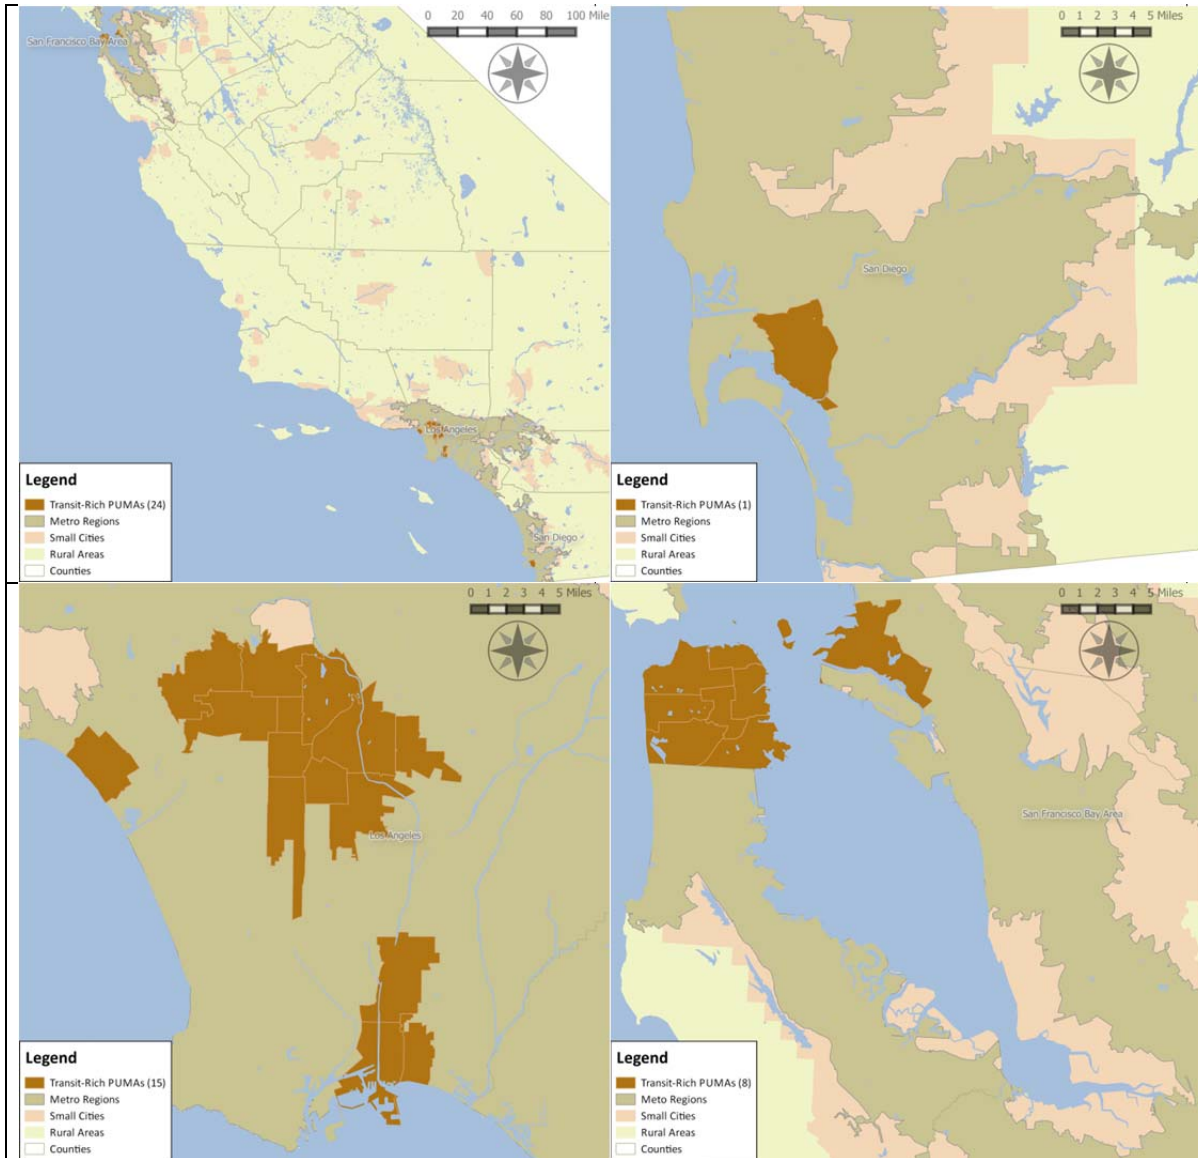 0 20 40 60 80 100 Mile
San Francisco Bay Area
Los Angeles
San Diego
Legend
Transit-Rich PUMAs (24)
Metro Regions
Small Cities
Rural Areas
Counties
0 1 2 3 4 5 Miles
San Diego
Legend
Transit-Rich PUMAs (1)
Metro Regions
Small Cities
Rural Areas
Counties
0 1 2 3 4 5 Miles
Los Angeles
Legend
Transit-Rich PUMAs (15)
Metro Regions
Small Cities
Rural Areas
Counties
0 1 2 3 4 5 Miles
San Francisco Bay Area
Legend
Transit-Rich PUMAs (8)
Metro Regions
Small Cities
Rural Areas
Counties